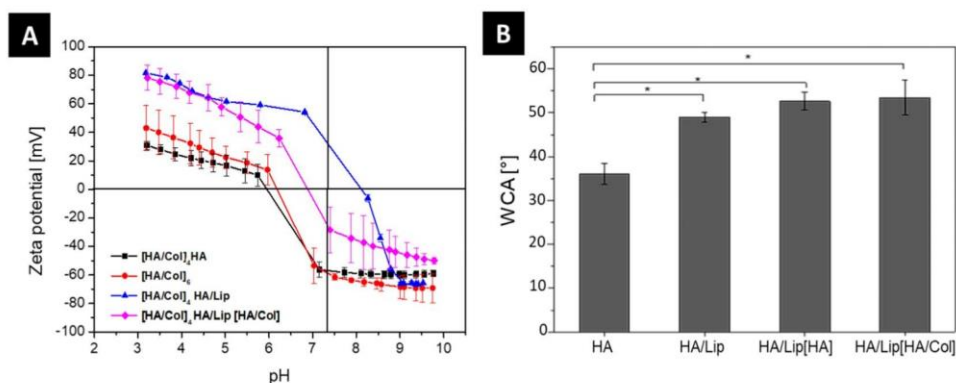 A
Zeta potential [mV]
100
80
60
40
20
0
-20
-40
-60
-80
-100
[HA/Col]4HA
[HA/Col]6
[HA/Col]4 HA/Lip
[HA/Col]4 HA/Lip [HA/Col]
2 3 4 5 6 7 8 9 10
pH
B
WCA [°]
60
50
40
30
20
10
0
*
*
*
HA HA/Lip HA/Lip[HA] HA/Lip[HA/Col]